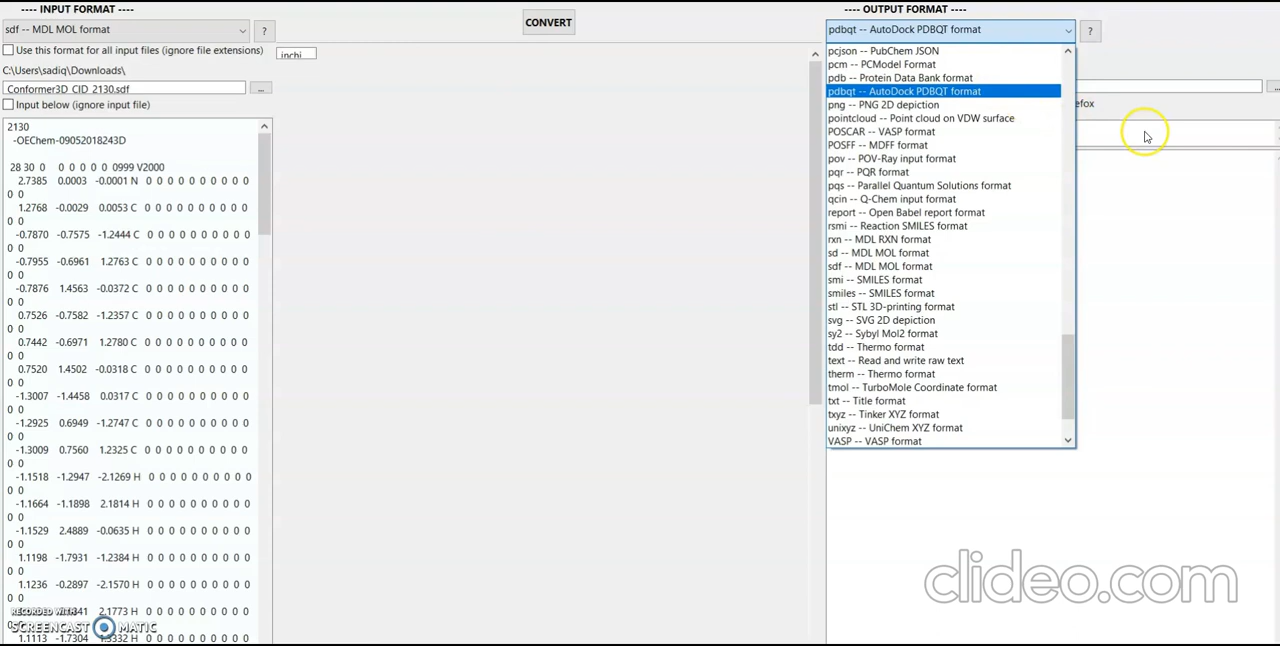 ---- INPUT FORMAT ----
sdf -- MDL MOL format
?
Use this format for all input files (ignore file extensions)
C:\Users\sadiq\Downloads\
Conformer3D_CID_2130.sdf
...
Input below (ignore input file)
2130
-OEChem-09052018243D
28 30 0 0 0 0 0 0 0999 V2000
2.7385 0.0003 -0.0001 N 0 0 0 0 0 0 0 0 0 0
0 0
1.2768 -0.0029 0.0053 C 0 0 0 0 0 0 0 0 0 0
0 0
-0.7870 -0.7575 -1.2444 C 0 0 0 0 0 0 0 0 0 0
0 0
-0.7955 -0.6961 1.2763 C 0 0 0 0 0 0 0 0 0 0
0 0
-0.7876 1.4563 -0.0372 C 0 0 0 0 0 0 0 0 0 0
0 0
0.7526 -0.7582 -1.2357 C 0 0 0 0 0 0 0 0 0 0
0 0
0.7442 -0.6971 1.2780 C 0 0 0 0 0 0 0 0 0 0
0 0
0.7520 1.4502 -0.0318 C 0 0 0 0 0 0 0 0 0 0
0 0
-1.3007 -1.4458 0.0317 C 0 0 0 0 0 0 0 0 0 0
0 0
-1.2925 0.6949 -1.2747 C 0 0 0 0 0 0 0 0 0 0
0 0
-1.3009 0.7560 1.2325 C 0 0 0 0 0 0 0 0 0 0
0 0
-1.1518 -1.2947 -2.1269 H 0 0 0 0 0 0 0 0 0 0
0 0
-1.1664 -1.1898 2.1814 H 0 0 0 0 0 0 0 0 0 0
0 0
-1.1529 2.4889 -0.0635 H 0 0 0 0 0 0 0 0 0 0
0 0
1.1198 -1.7931 -1.2384 H 0 0 0 0 0 0 0 0 0 0
0 0
1.1236 -0.2897 -2.1570 H 0 0 0 0 0 0 0 0 0 0
0 0
2.1773 H 0 0 0 0 0 0 0 0 0 0
RECORDED WITH
SCREENCAST MATIC
CONVERT
inchi
---- OUTPUT FORMAT ----
pdbqt -- AutoDock PDBQT format
?
pcjson -- PubChem JSON
pcm -- PCModel Format
pdb -- Protein Data Bank format
pdbqt -- AutoDock PDBQT format
png -- PNG 2D depiction
pointcloud -- Point cloud on VDW surface
POSCAR -- VASP format
POSFF -- MDFF format
pov -- POV-Ray input format
pqr -- PQR format
pqs -- Parallel Quantum Solutions format
qcin -- Q-Chem input format
report -- Open Babel report format
rsmi -- Reaction SMILES format
rxn -- MDL RXN format
sd -- MDL MOL format
sdf -- MDL MOL format
smi -- SMILES format
smiles -- SMILES format
stl -- STL 3D-printing format
svg -- SVG 2D depiction
sy2 -- Sybyl Mol2 format
tdd -- Thermo format
text -- Read and write raw text
therm -- Thermo format
tmol -- TurboMole Coordinate format
txt -- Title format
txyz -- Tinker XYZ format
unixyz -- UniChem XYZ format
VASP -- VASP format
...
efox
clideo.com